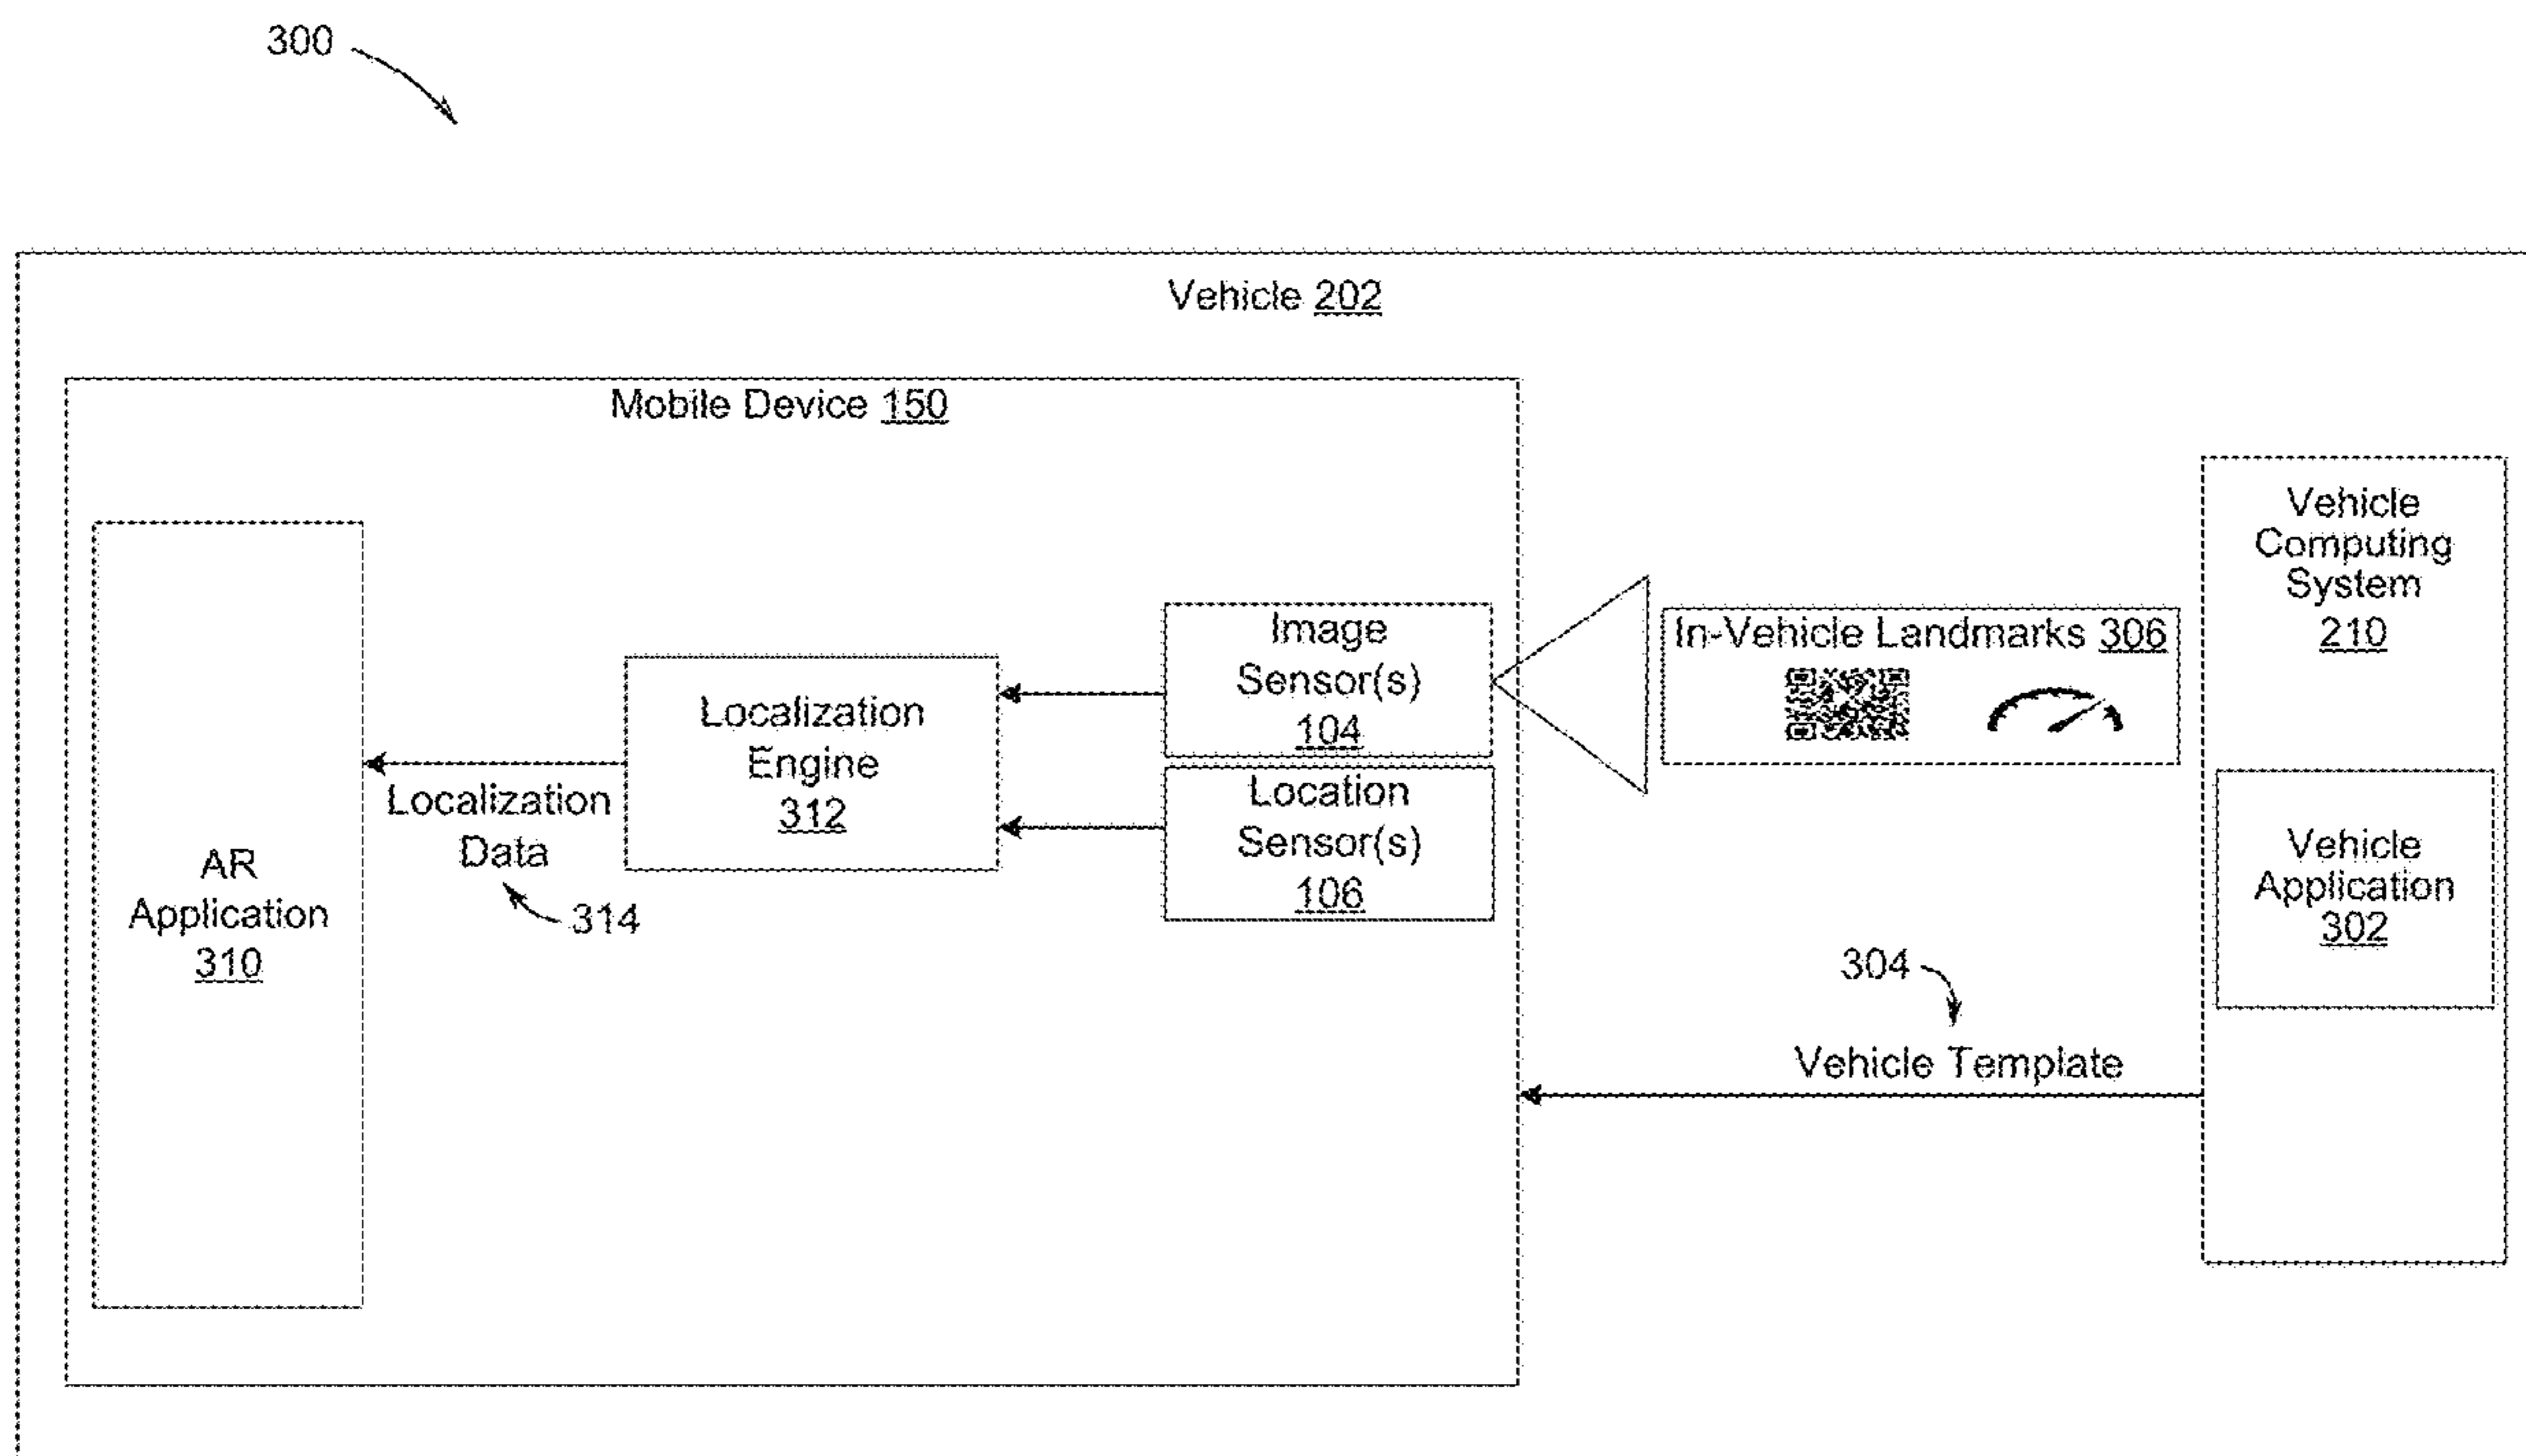 300
Vehicle 202
Mobile Device 150
AR
Application
310
Localization
Data
314
Localization
Engine
312
Image
Sensor(s)
104
Location
Sensor(s)
106
In-Vehicle Landmarks 306
Vehicle
Computing
System
210
Vehicle
Application
302
304
Vehicle Template